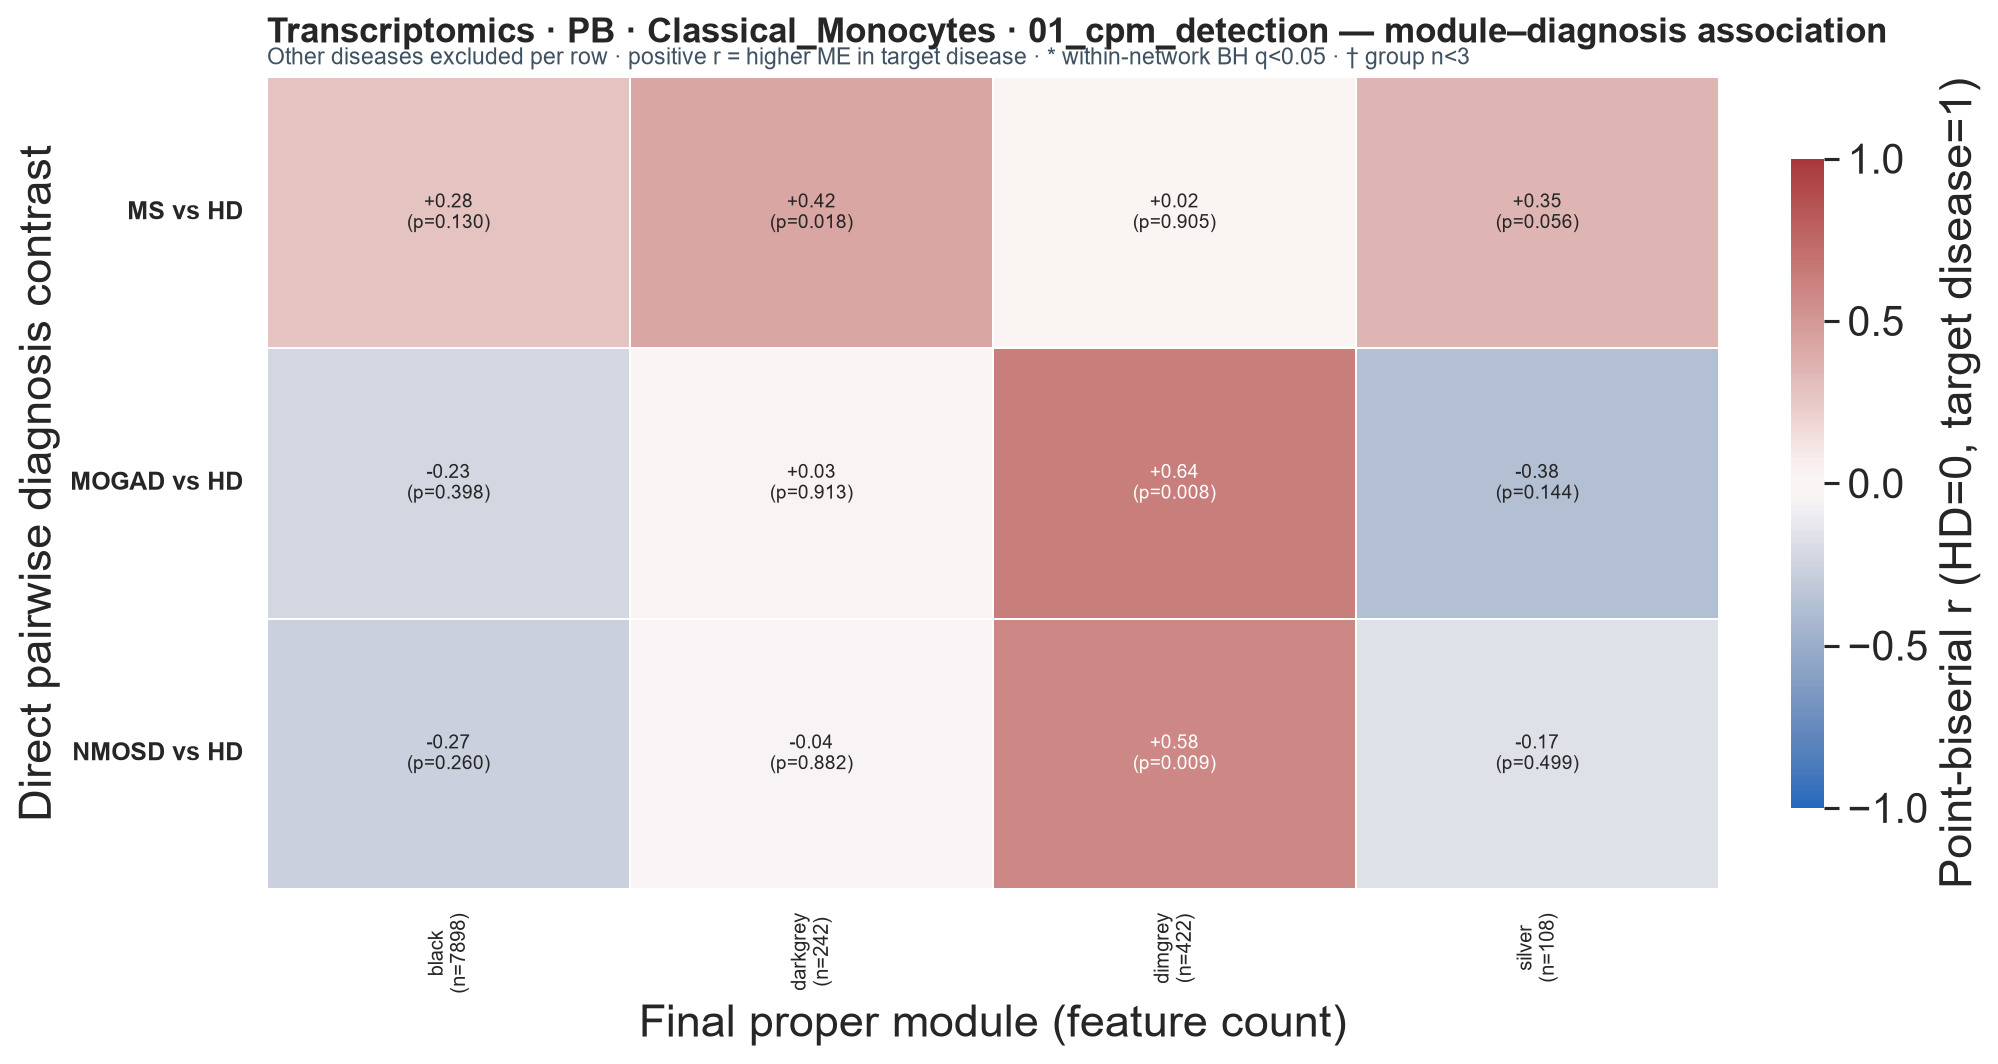 Transcriptomics · PB · Classical_Monocytes · 01_cpm_detection — module–diagnosis association
Other diseases excluded per row · positive r = higher ME in target disease · * within-network BH q<0.05 · † group n<3
Direct pairwise diagnosis contrast
MS vs HD
+0.28
(p=0.130)
+0.42
(p=0.018)
+0.02
(p=0.905)
+0.35
(p=0.056)
MOGAD vs HD
-0.23
(p=0.398)
+0.03
(p=0.913)
+0.64
(p=0.008)
-0.38
(p=0.144)
NMOSD vs HD
-0.27
(p=0.260)
-0.04
(p=0.882)
+0.58
(p=0.009)
-0.17
(p=0.499)
black
(n=7898)
darkgrey
(n=242)
dimgrey
(n=422)
silver
(n=108)
Final proper module (feature count)
1.0
0.5
0.0
−0.5
−1.0
Point-biserial r (HD=0, target disease=1)